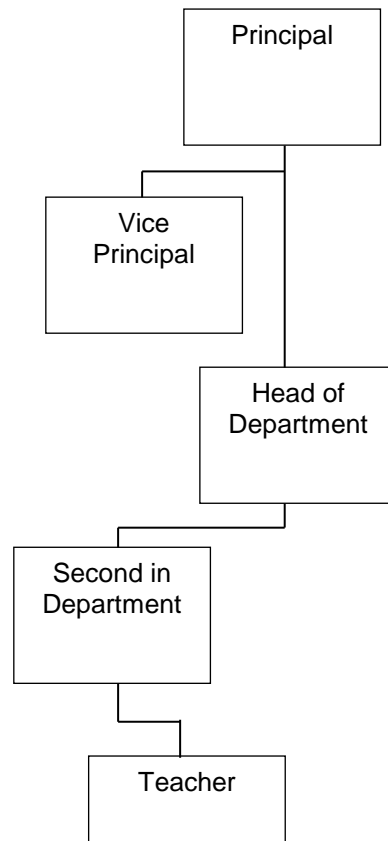 Principal
Vice
Principal
Head of
Department
Second in
Department
Teacher